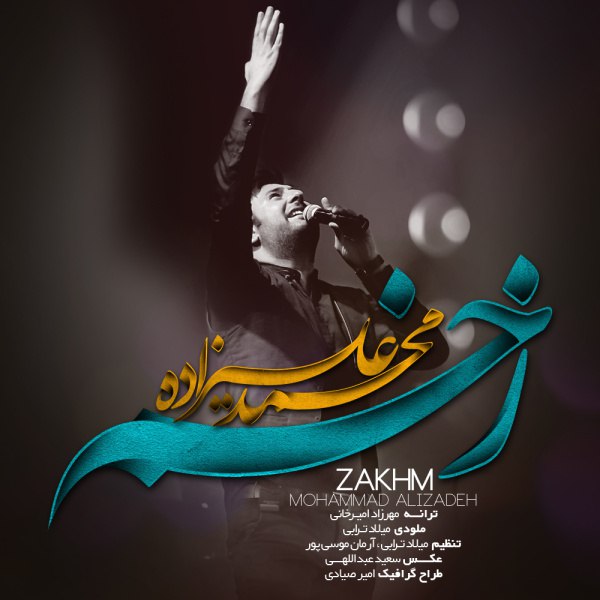 زخم
محمد علیزاده
ZAKHM
MOHAMMAD ALIZADEH
ترانه مهرزاد امیرخانی
ملودی میلاد ترابی
تنظیم میلاد ترابی، آرمان موسی پور
عکس سعید عبداللهی
طراح گرافیک امیر صیادی